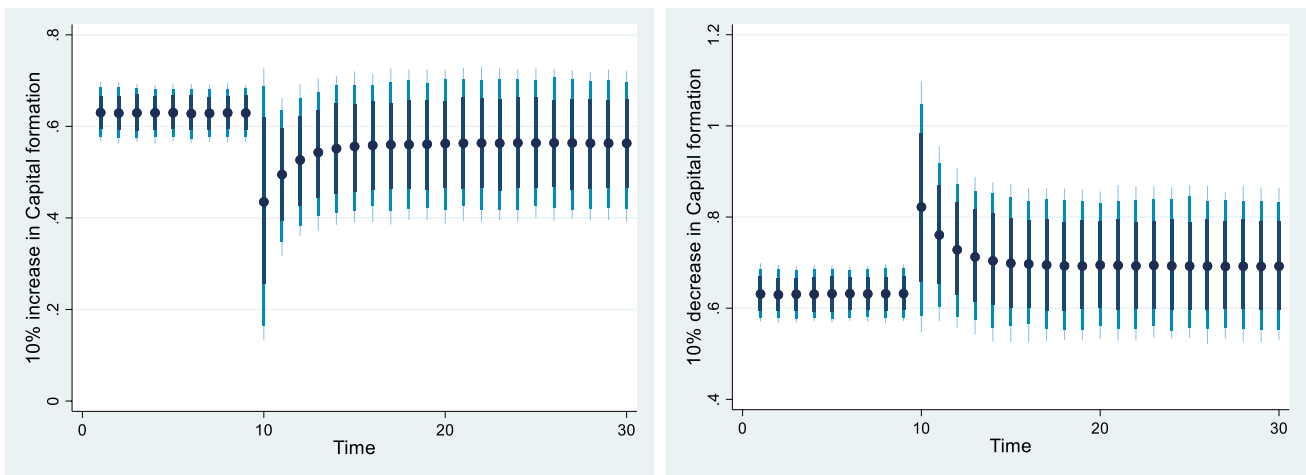 10% increase in Capital formation
.8
.6
.4
.2
0
0 10 20 30
Time
10% decrease in Capital formation
1.2
1
.8
.6
.4
0 10 20 30
Time